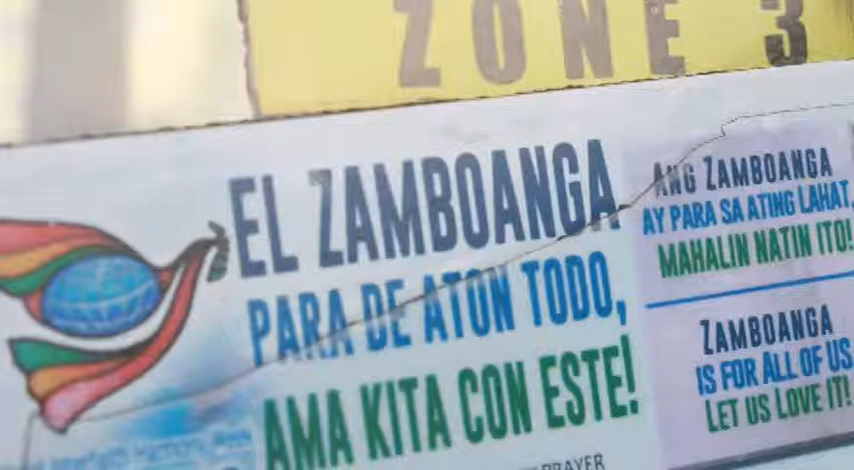 ZONE 3
EL ZAMBOANGA
PARA DE ATON TODO,
AMA KITA CON ESTE!
ANG ZAMBOANGA
AY PARA SA ATING LAHAT,
MAHALIN NATIN ITO!
ZAMBOANGA
IS FOR ALL OF US
LET US LOVE IT!
PRAYER